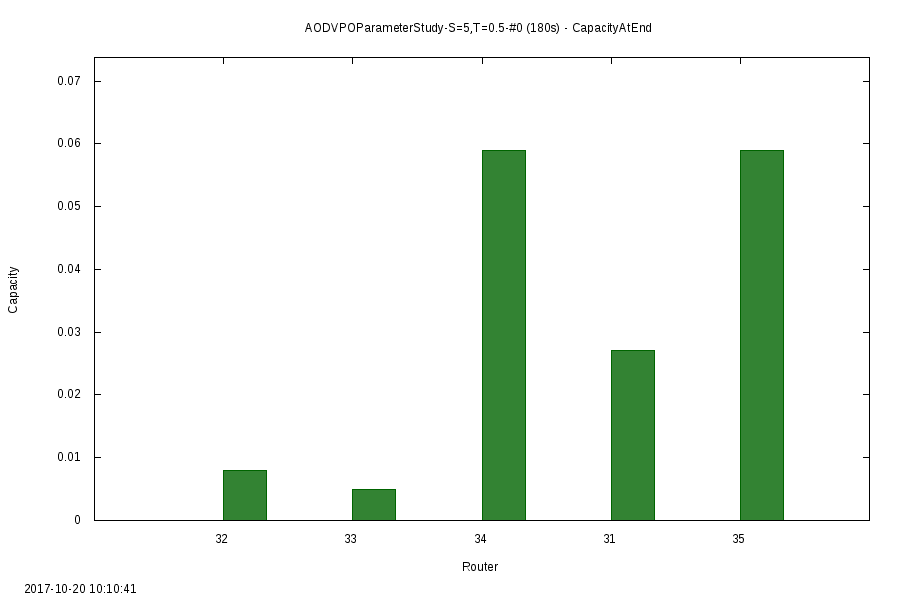 AODVPOParameterStudy-S=5,T=0.5-#0 (180s) - CapacityAtEnd
0.07
0.06
0.05
0.04
0.03
0.02
0.01
0
Capacity
32 33 34 31 35
Router
2017-10-20 10:10:41